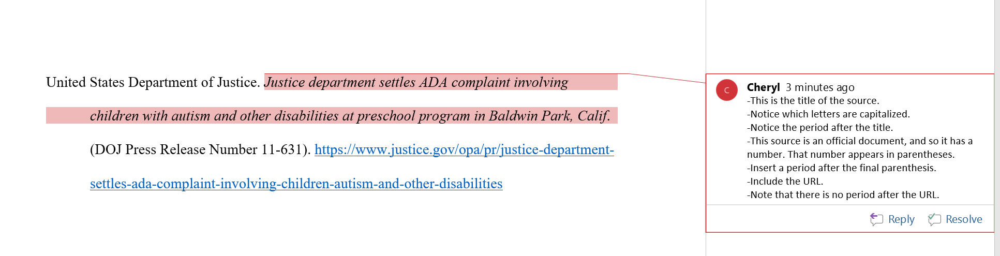 United States Department of Justice. Justice department settles ADA complaint involving
children with autism and other disabilities at preschool program in Baldwin Park, Calif.
(DOJ Press Release Number 11-631). https://www.justice.gov/opa/pr/justice-department-
settles-ada-complaint-involving-children-autism-and-other-disabilities
C
Cheryl 3 minutes ago
-This is the title of the source.
-Notice which letters are capitalized.
-Notice the period after the title.
-This source is an official document, and so it has a
number. That number appears in parentheses.
-Insert a period after the final parenthesis.
-Include the URL.
-Note that there is no period after the URL.
Reply Resolve